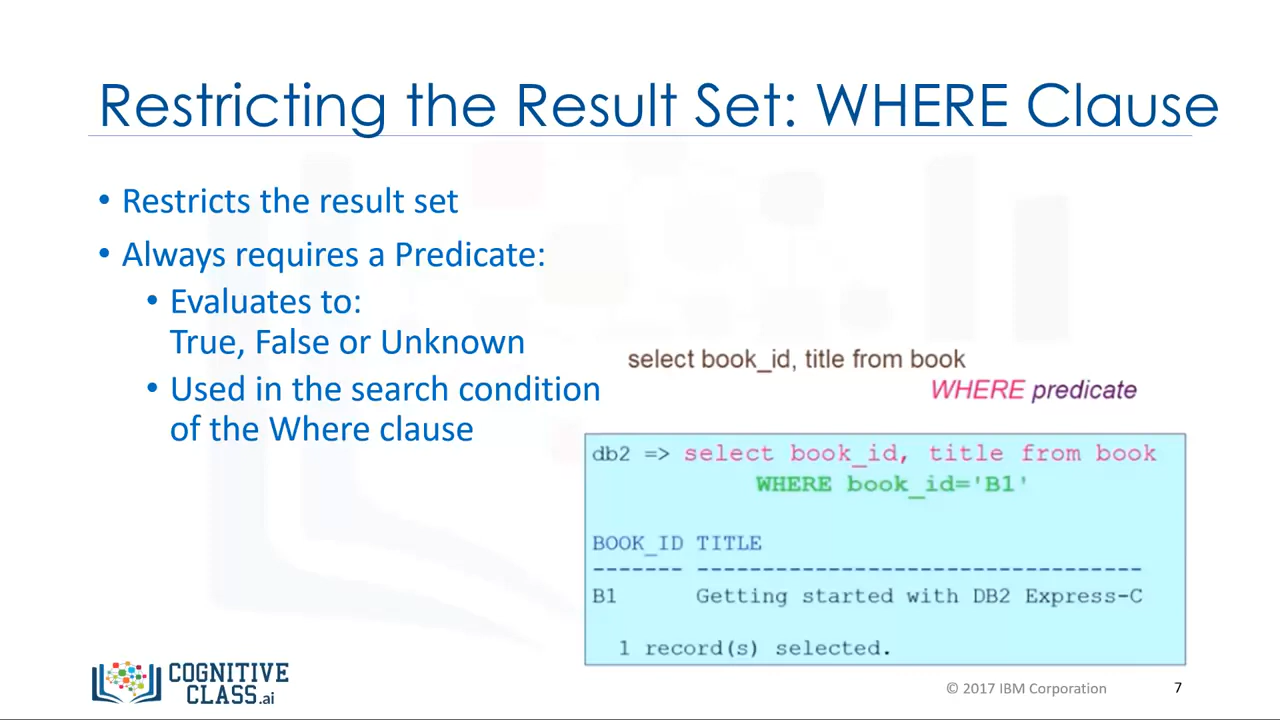 Restricting the Result Set: WHERE Clause
• Restricts the result set
• Always requires a Predicate:
• Evaluates to:
True, False or Unknown
• Used in the search condition
of the Where clause
select book_id, title from book
WHERE predicate
db2 => select book_id, title from book
WHERE book_id='B1'
BOOK_ID TITLE
------- ----------------------------------
B1 Getting started with DB2 Express-C
1 record(s) selected.
COGNITIVE
CLASS.ai
© 2017 IBM Corporation
7